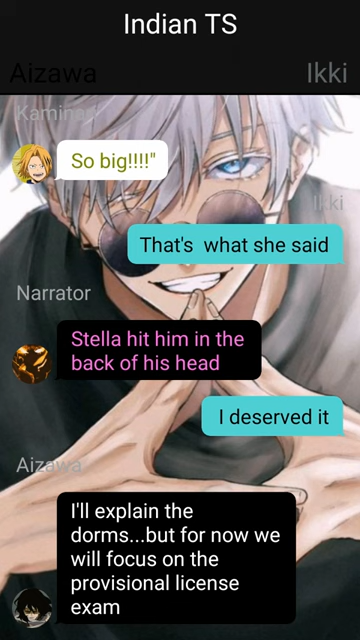 Indian TS
Aizawa
Ikki
Kaminari
So big!!!!"
Ikki
That's what she said
Narrator
Stella hit him in the
back of his head
I deserved it
Aizawa
I'll explain the
dorms...but for now we
will focus on the
provisional license
exam